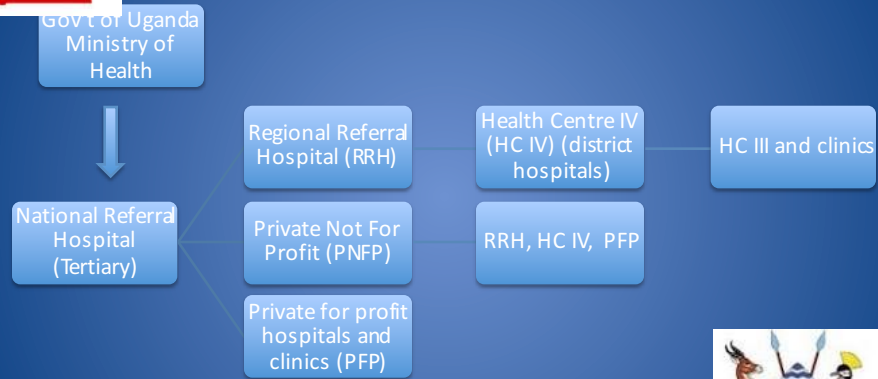 Gov't of Uganda
Ministry of
Health
Regional Referral
Hospital (RRH)
Health Centre IV
(HC IV) (district
hospitals)
HC III and clinics
National Referral
Hospital
(Tertiary)
Private Not For
Profit (PNFP)
RRH, HC IV, PFP
Private for profit
hospitals and
clinics (PFP)